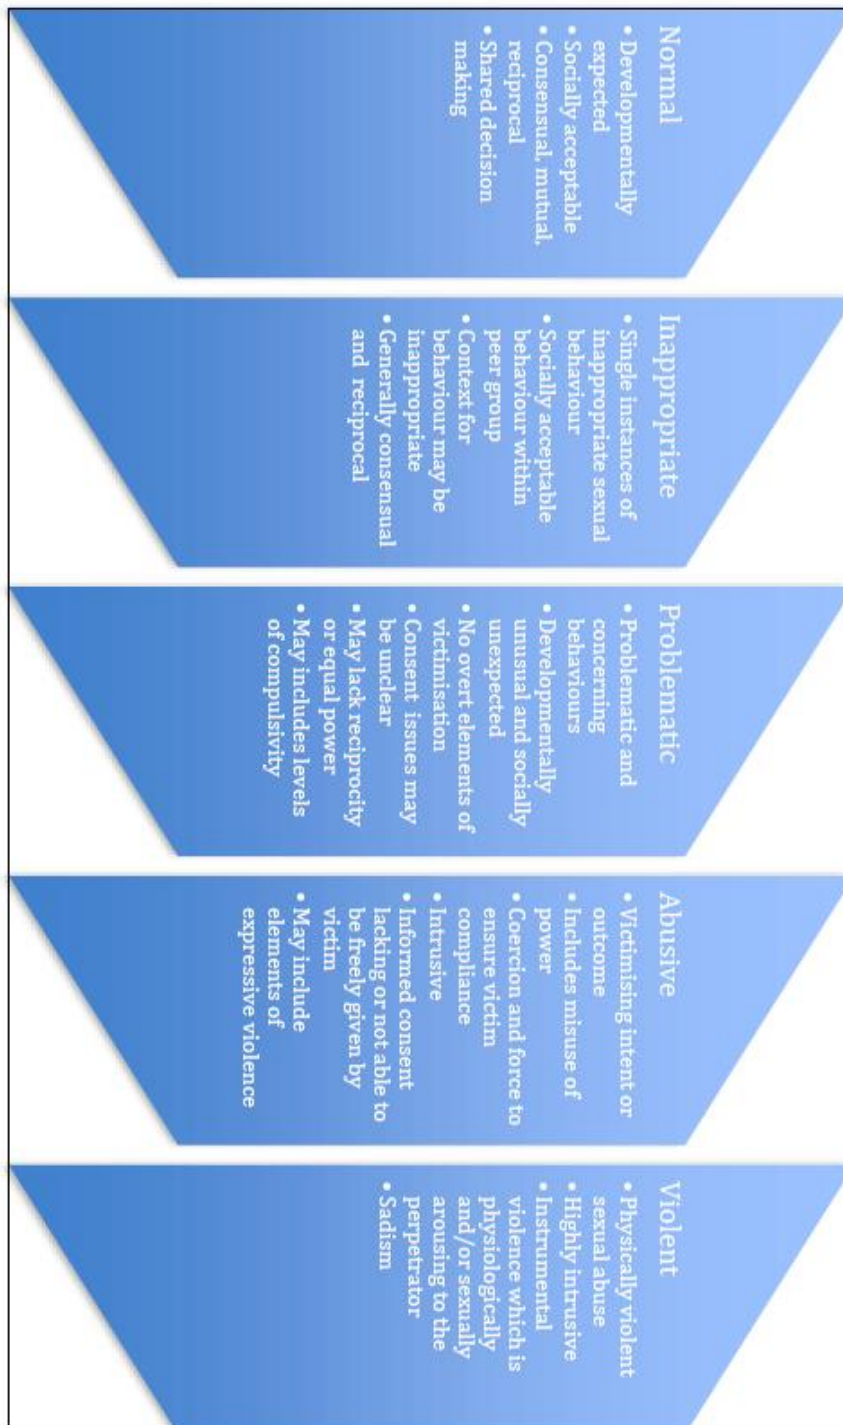 Normal
• Developmentally
expected
• Socially acceptable
• Consensual, mutual,
reciprocal
• Shared decision
making
Inappropriate
• Single instances of
inappropriate sexual
behaviour
• Socially acceptable
behaviour within
peer group
• Context for
behaviour may be
inappropriate
• Generally consensual
and reciprocal
Problematic
• Problematic and
concerning
behaviours
• Developmentally
unusual and socially
unexpected
• No overt elements of
victimisation
• Consent issues may
be unclear
• May lack reciprocity
or equal power
• May includes levels
of compulsivity
Abusive
• Victimising intent or
outcome
• Includes misuse of
power
• Coercion and force to
ensure victim
compliance
• Intrusive
• Informed consent
lacking or not able to
be freely given by
victim
• May include
elements of
expressive violence
Violent
• Physically violent
sexual abuse
• Highly intrusive
• Instrumental
violence which is
physiologically
and/or sexually
arousing to the
perpetrator
• Sadism